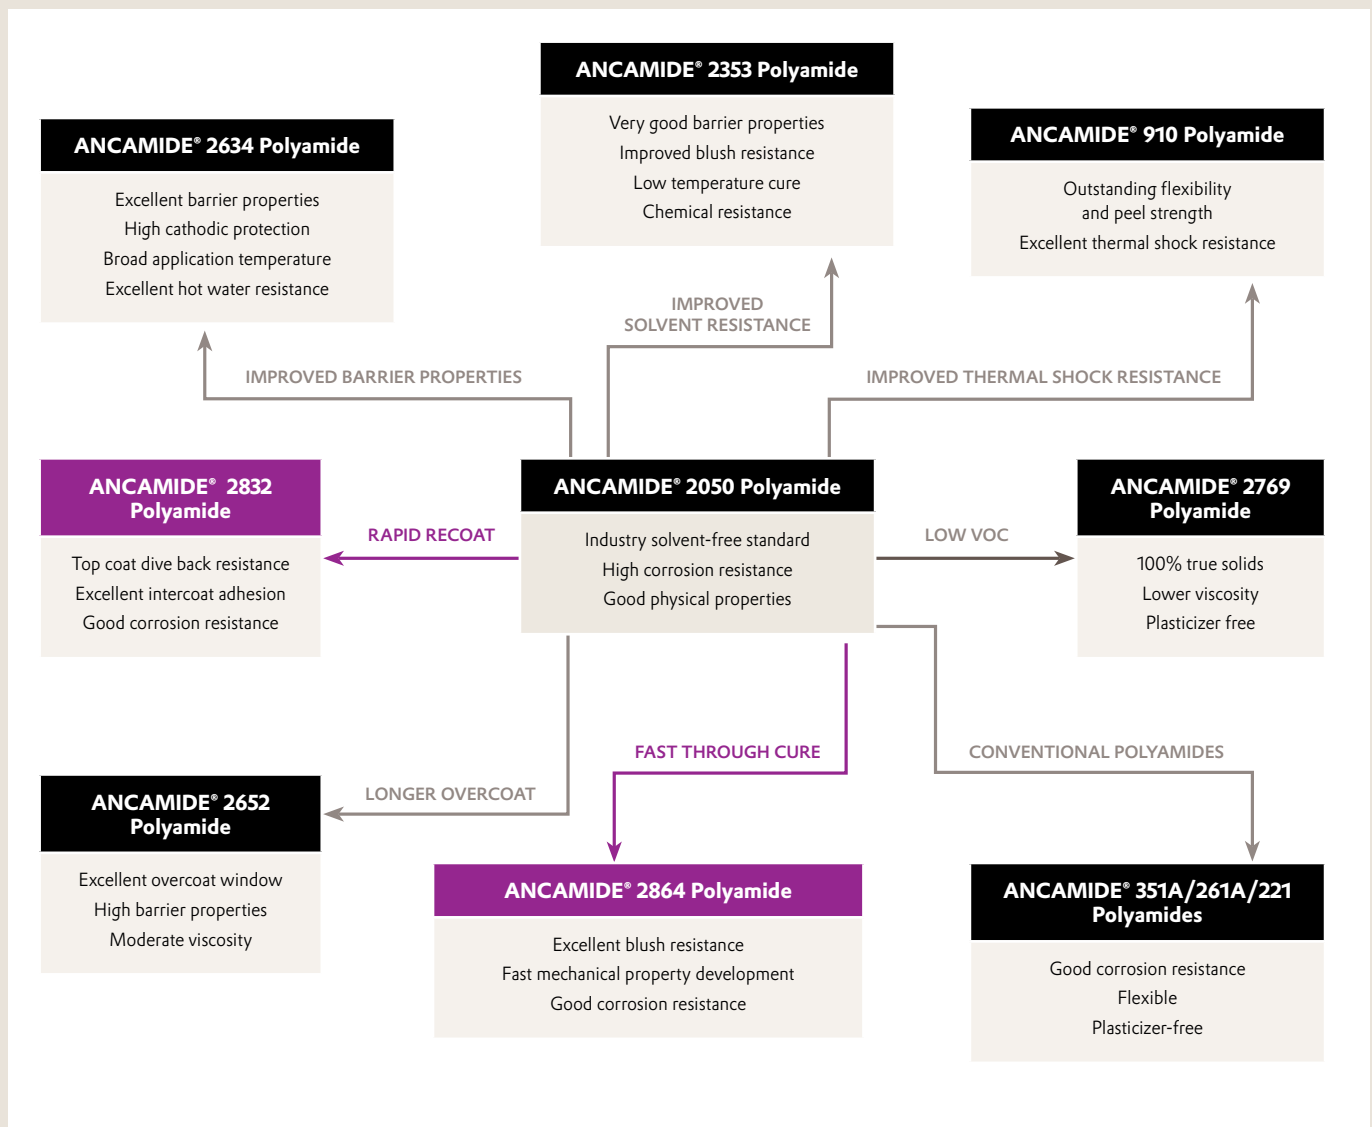 ANCAMIDE® 2353 Polyamide
Very good barrier properties
Improved blush resistance
Low temperature cure
Chemical resistance
ANCAMIDE® 2634 Polyamide
Excellent barrier properties
High cathodic protection
Broad application temperature
Excellent hot water resistance
ANCAMIDE® 910 Polyamide
Outstanding flexibility
and peel strength
Excellent thermal shock resistance
IMPROVED
SOLVENT RESISTANCE
IMPROVED BARRIER PROPERTIES
IMPROVED THERMAL SHOCK RESISTANCE
ANCAMIDE® 2832
Polyamide
Top coat dive back resistance
Excellent intercoat adhesion
Good corrosion resistance
RAPID RECOAT
ANCAMIDE® 2050 Polyamide
Industry solvent-free standard
High corrosion resistance
Good physical properties
LOW VOC
ANCAMIDE® 2769
Polyamide
100% true solids
Lower viscosity
Plasticizer free
FAST THROUGH CURE
CONVENTIONAL POLYAMIDES
LONGER OVERCOAT
ANCAMIDE® 2652
Polyamide
Excellent overcoat window
High barrier properties
Moderate viscosity
ANCAMIDE® 2864 Polyamide
Excellent blush resistance
Fast mechanical property development
Good corrosion resistance
ANCAMIDE® 351A/261A/221
Polyamides
Good corrosion resistance
Flexible
Plasticizer-free